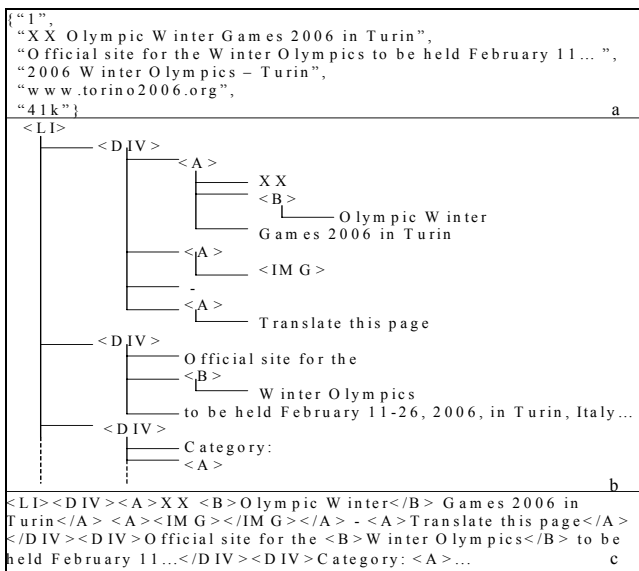 {“1”,
“XX Olympic Winter Games 2006 in Turin”,
“Official site for the Winter Olympics to be held February 11… ”,
“2006 Winter Olympics – Turin”,
“www.torino2006.org”,
“41k”}
a
<LI>
<DIV>
<A>
XX
<B>
Olympic Winter
Games 2006 in Turin
<A>
<IMG>
-
<A>
Translate this page
<DIV>
Official site for the
<B>
Winter Olympics
to be held February 11-26, 2006, in Turin, Italy…
<DIV>
Category:
<A>
b
<LI><DIV><A>XX <B>Olympic Winter</B> Games 2006 in
Turin</A> <A><IMG></IMG></A> - <A>Translate this page</A>
</DIV><DIV>Official site for the <B>Winter Olympics</B> to be
held February 11…</DIV><DIV>Category: <A>…
c